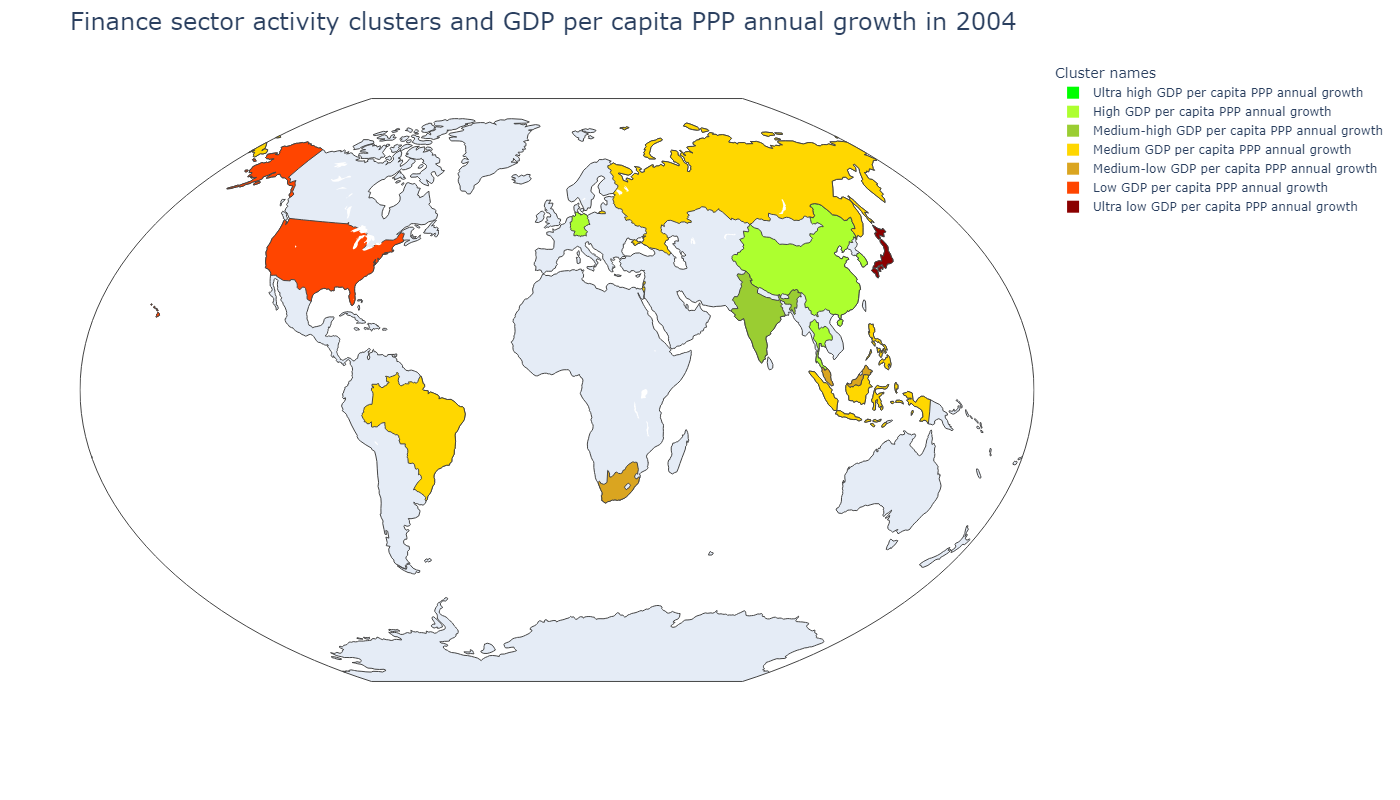 Finance sector activity clusters and GDP per capita PPP annual growth in 2004
Cluster names
Ultra high GDP per capita PPP annual growth
High GDP per capita PPP annual growth
Medium-high GDP per capita PPP annual growth
Medium GDP per capita PPP annual growth
Medium-low GDP per capita PPP annual growth
Low GDP per capita PPP annual growth
Ultra low GDP per capita PPP annual growth